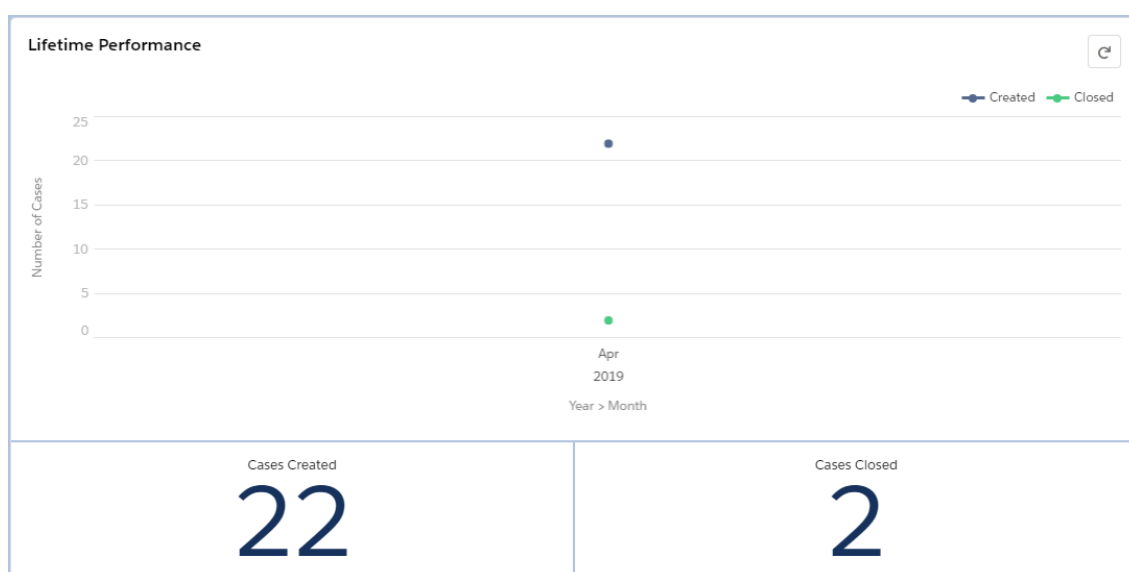 Lifetime Performance
Created Closed
25
20
15
10
5
0
Number of Cases
Apr
2019
Year > Month
Cases Created
22
Cases Closed
2